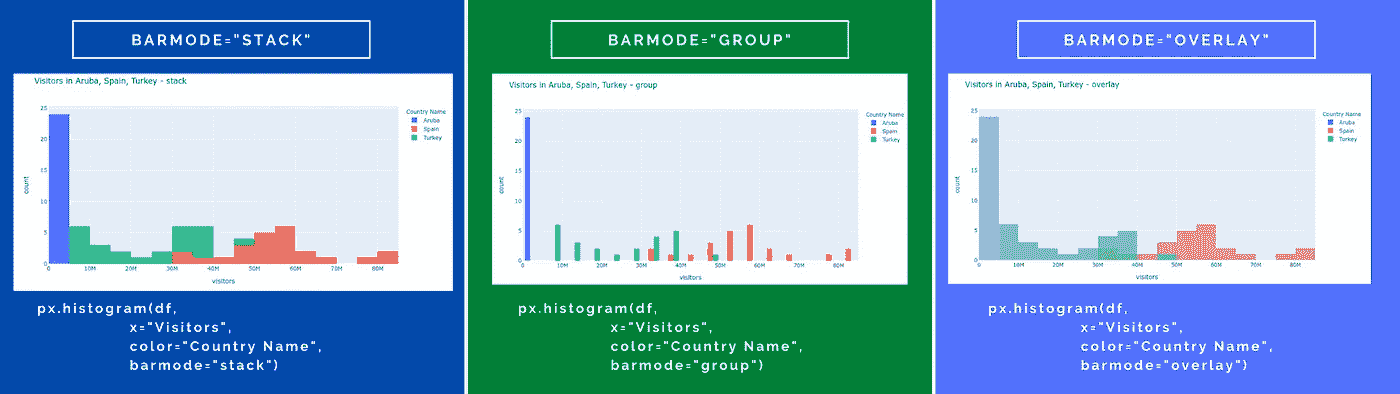 BARMODE="STACK"
Visitors in Aruba, Spain, Turkey - stack
25
20
15
10
5
0
count
0 10M 20M 30M 40M 50M 60M 70M 80M
visitors
Country Name
Aruba
Spain
Turkey
px.histogram(df,
x="Visitors",
color="Country Name",
barmode="stack")
BARMODE="GROUP"
Visitors in Aruba, Spain, Turkey - group
25
20
15
10
5
0
count
10M 20M 30M 40M 50M 60M 70M 80M
visitors
Country Name
Aruba
Spain
Turkey
px.histogram(df,
x="Visitors",
color="Country Name",
barmode="group")
BARMODE="OVERLAY"
Visitors in Aruba, Spain, Turkey - overlay
25
20
15
10
5
0
count
0 10M 20M 30M 40M 50M 60M 70M 80M
visitors
Country Name
Aruba
Spain
Turkey
px.histogram(df,
x="Visitors",
color="Country Name",
barmode="overlay")